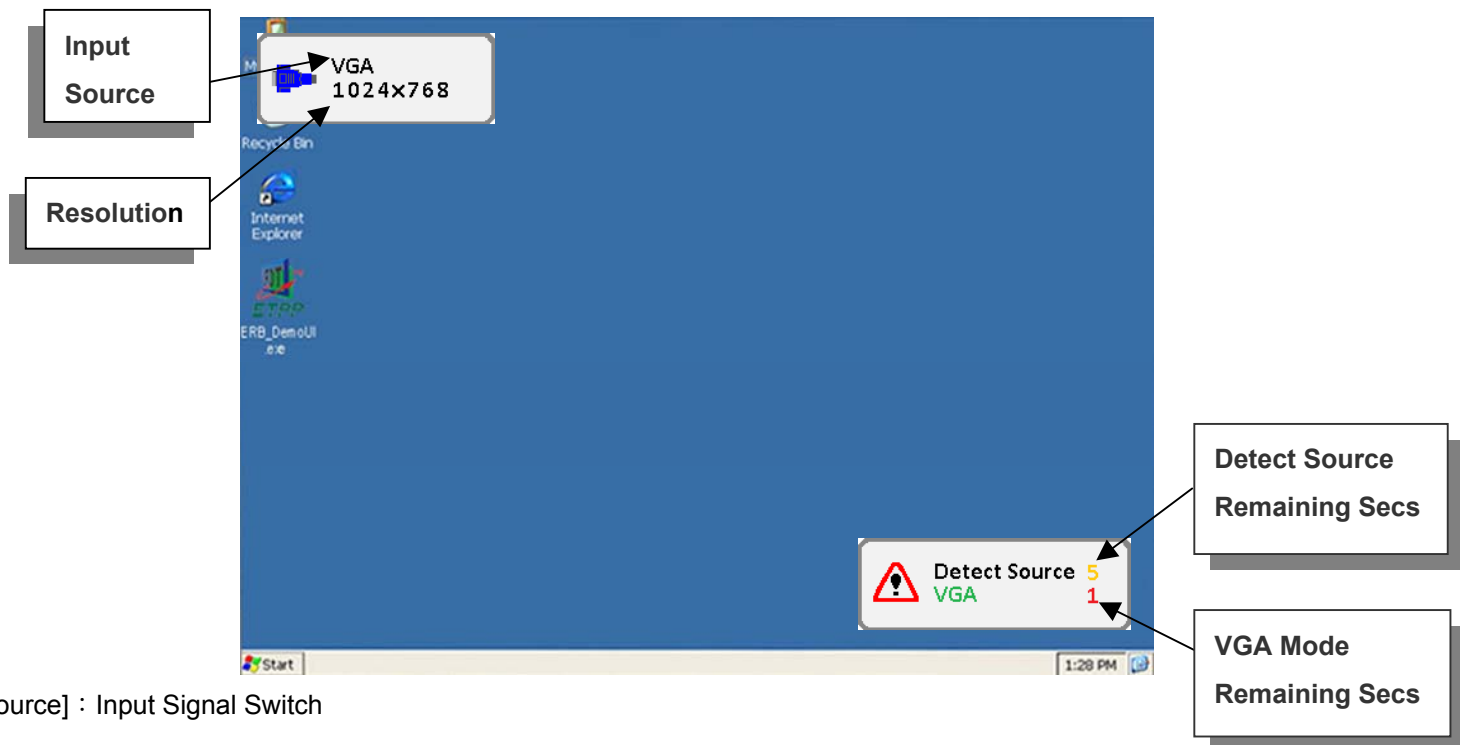 Input
Source
VGA
1024x768
M
Recycle Bin
Resolution
Internet
Explorer
ETRP
ERB_DemoUI
.exe
Detect Source
Remaining Secs
Detect Source 5
VGA 1
VGA Mode
Remaining Secs
Start
1:28 PM
ource]：Input Signal Switch